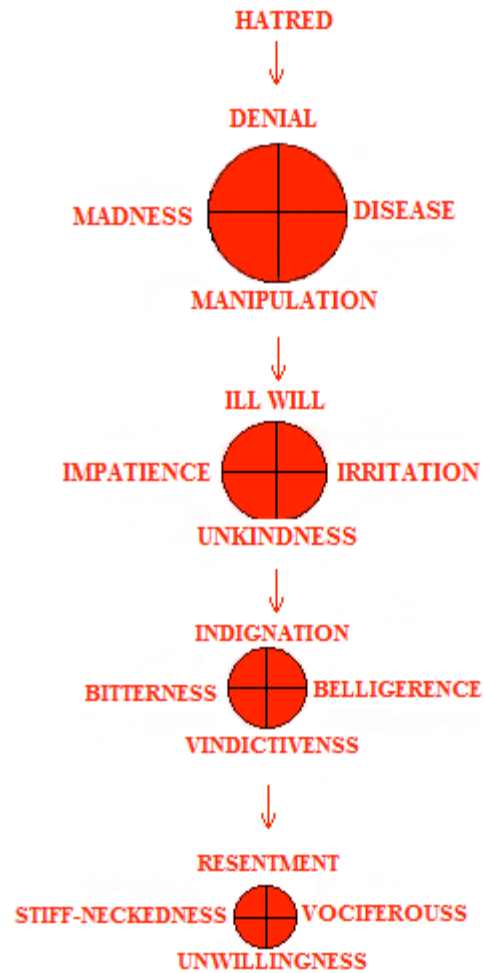 HATRED
DENIAL
MADNESS DISEASE
MANIPULATION
ILL WILL
IMPATIENCE IRRITATION
UNKINDNESS
INDIGNATION
BITTERNESS BELLIGERENCE
VINDICTIVENSS
RESENTMENT
STIFF-NECKEDNESS VOCIFEROUSS
UNWILLINGNESS